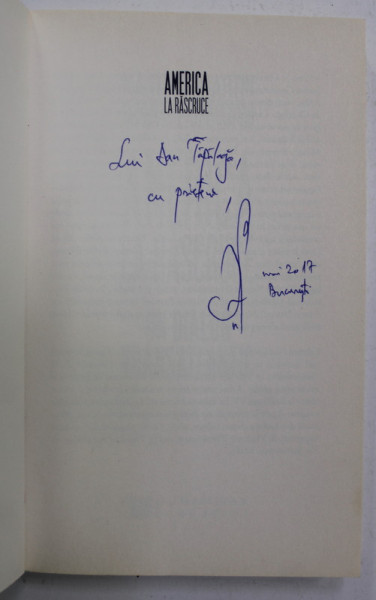 AMERICA
LA RĂSCRUCE
Lui Dan Tăpălagă,
cu prietenie,
mai 2017
București